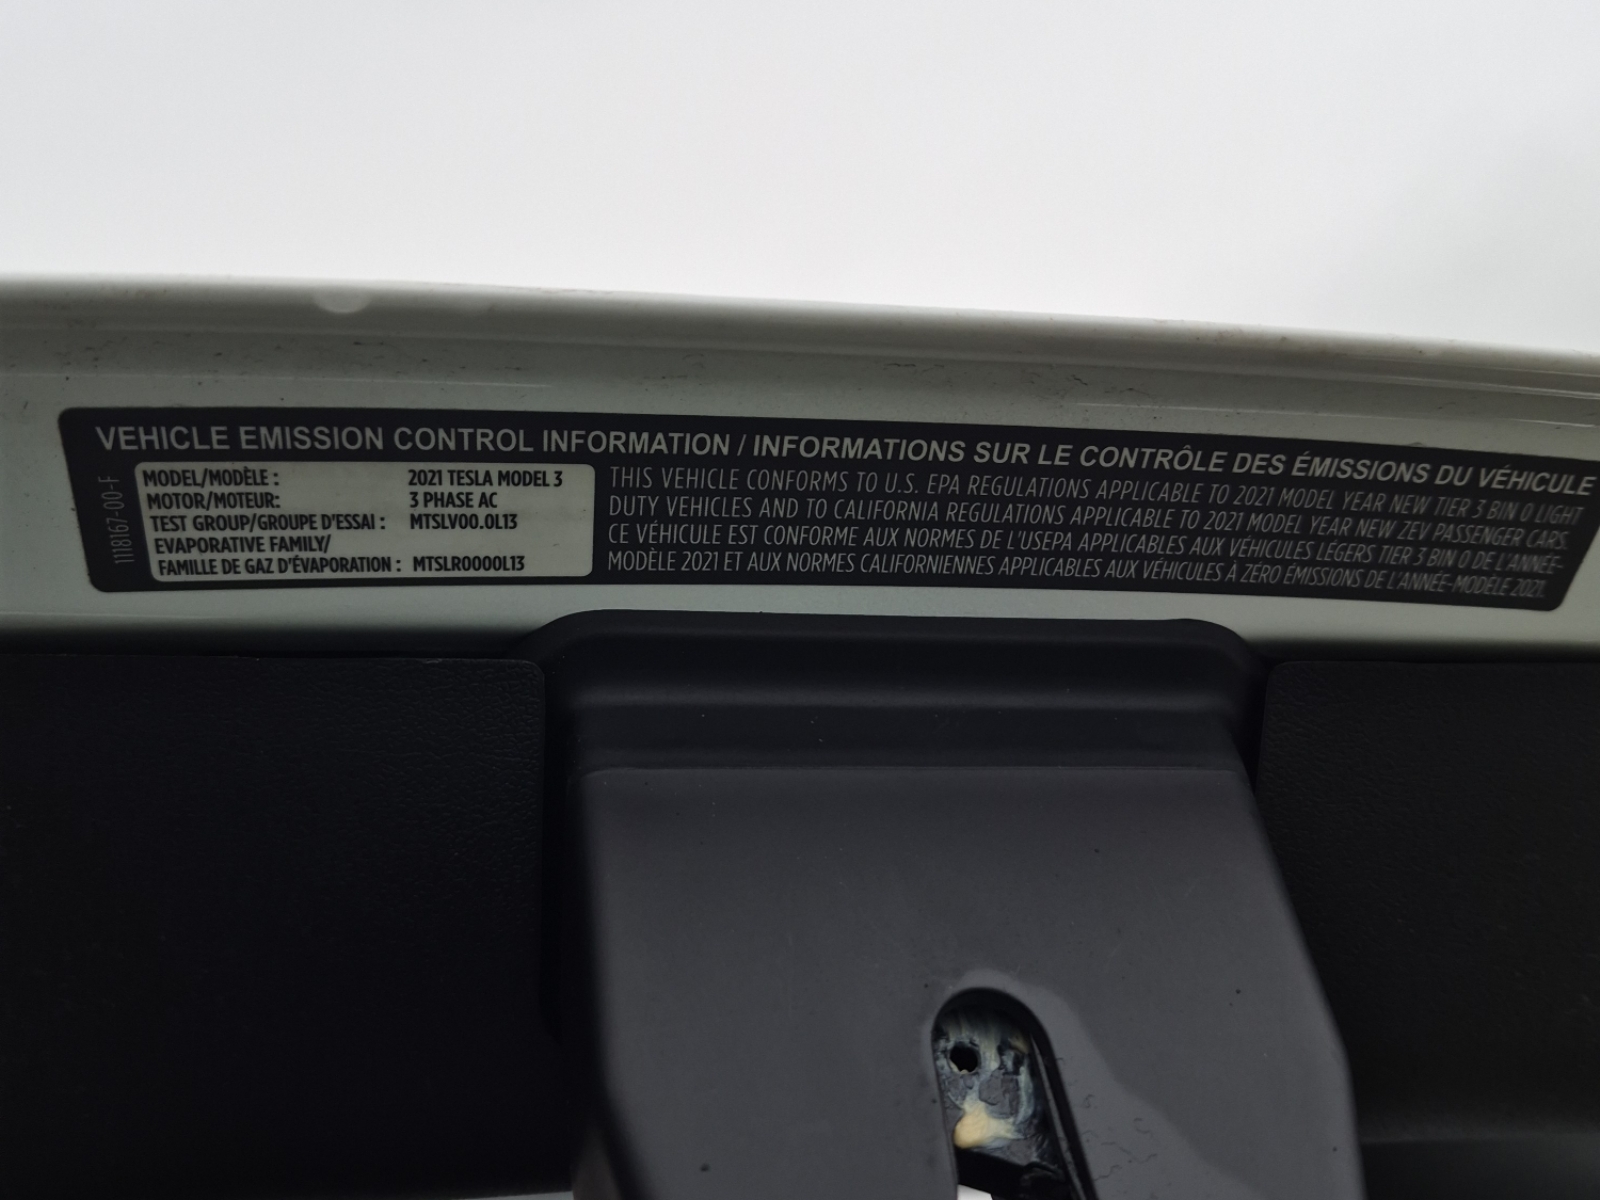 VEHICLE EMISSION CONTROL INFORMATION / INFORMATIONS SUR LE CONTRÔLE DES ÉMISSIONS DU VÉHICULE
1118167-00-F
MODEL/MODÈLE : 2021 TESLA MODEL 3
MOTOR/MOTEUR: 3 PHASE AC
TEST GROUP/GROUPE D'ESSAI : MTSLV00.0L13
EVAPORATIVE FAMILY/
FAMILLE DE GAZ D'ÉVAPORATION : MTSLR0000L13
THIS VEHICLE CONFORMS TO U.S. EPA REGULATIONS APPLICABLE TO 2021 MODEL YEAR NEW TIER 3 BIN 0 LIGHT
DUTY VEHICLES AND TO CALIFORNIA REGULATIONS APPLICABLE TO 2021 MODEL YEAR NEW ZEV PASSENGER CARS.
CE VÉHICULE EST CONFORME AUX NORMES DE L'USEPA APPLICABLES AUX VÉHICULES LÉGERS TIER 3 BIN 0 DE L'ANNÉE-
MODÈLE 2021 ET AUX NORMES CALIFORNIENNES APPLICABLES AUX VÉHICULES À ZÉRO ÉMISSIONS DE L'ANNÉE-MODÈLE 2021.